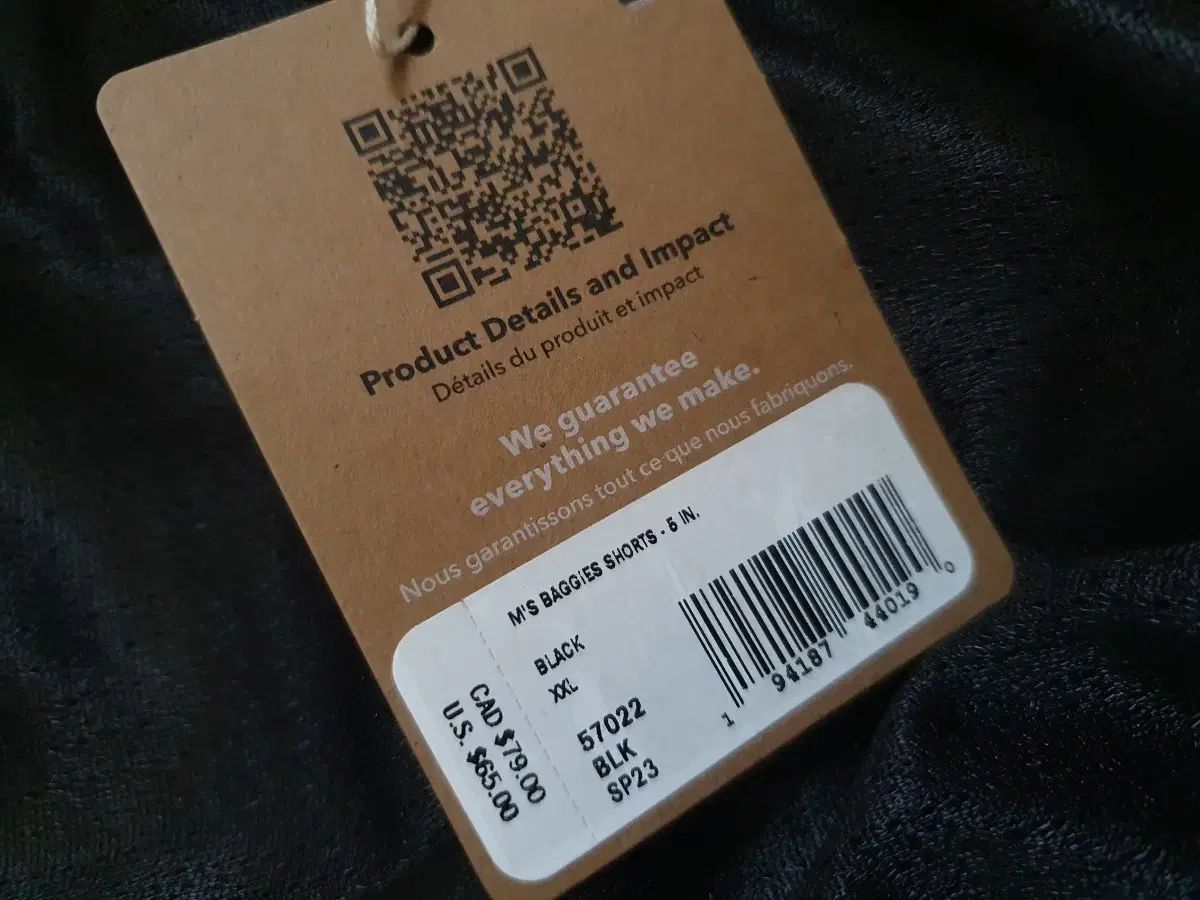 Product Details and Impact
Détails du produit et impact
We guarantee
everything we make.
Nous garantissons tout ce que nous fabriquons.
M'S BAGGIES SHORTS - 5 IN.
BLACK
XXL
57022
BLK
SP23
1 94187 44019 0
CAD $79.00
U.S. $65.00